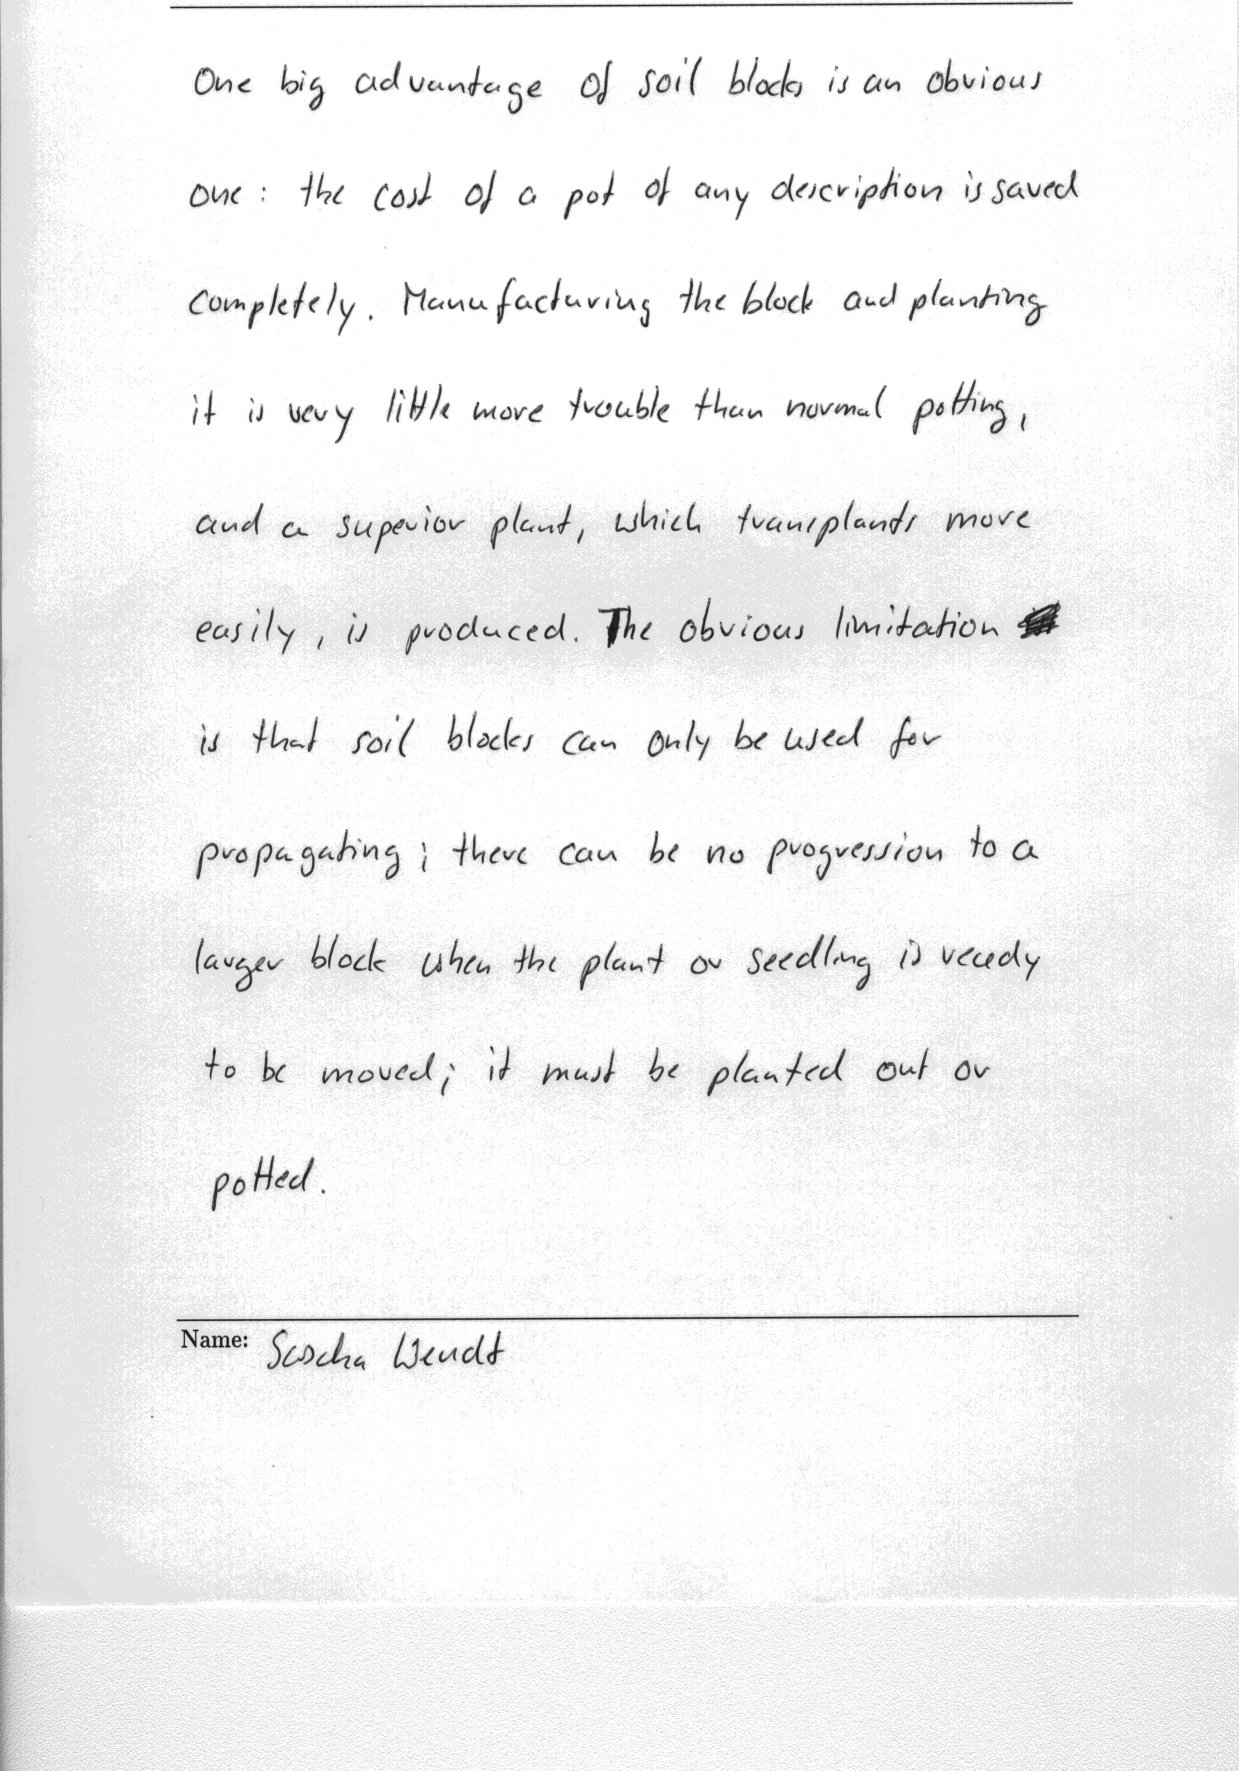 One big advantage of soil blocks is an obvious
one: the cost of a pot of any description is saved
completely. Manufacturing the block and planting
it is very little more trouble than normal potting,
and a superior plant, which transplants more
easily, is produced. The obvious limitation
is that soil blocks can only be used for
propagating; there can be no progression to a
larger block when the plant or seedling is ready
to be moved; it must be planted out or
potted.
Name: Sascha Wendt